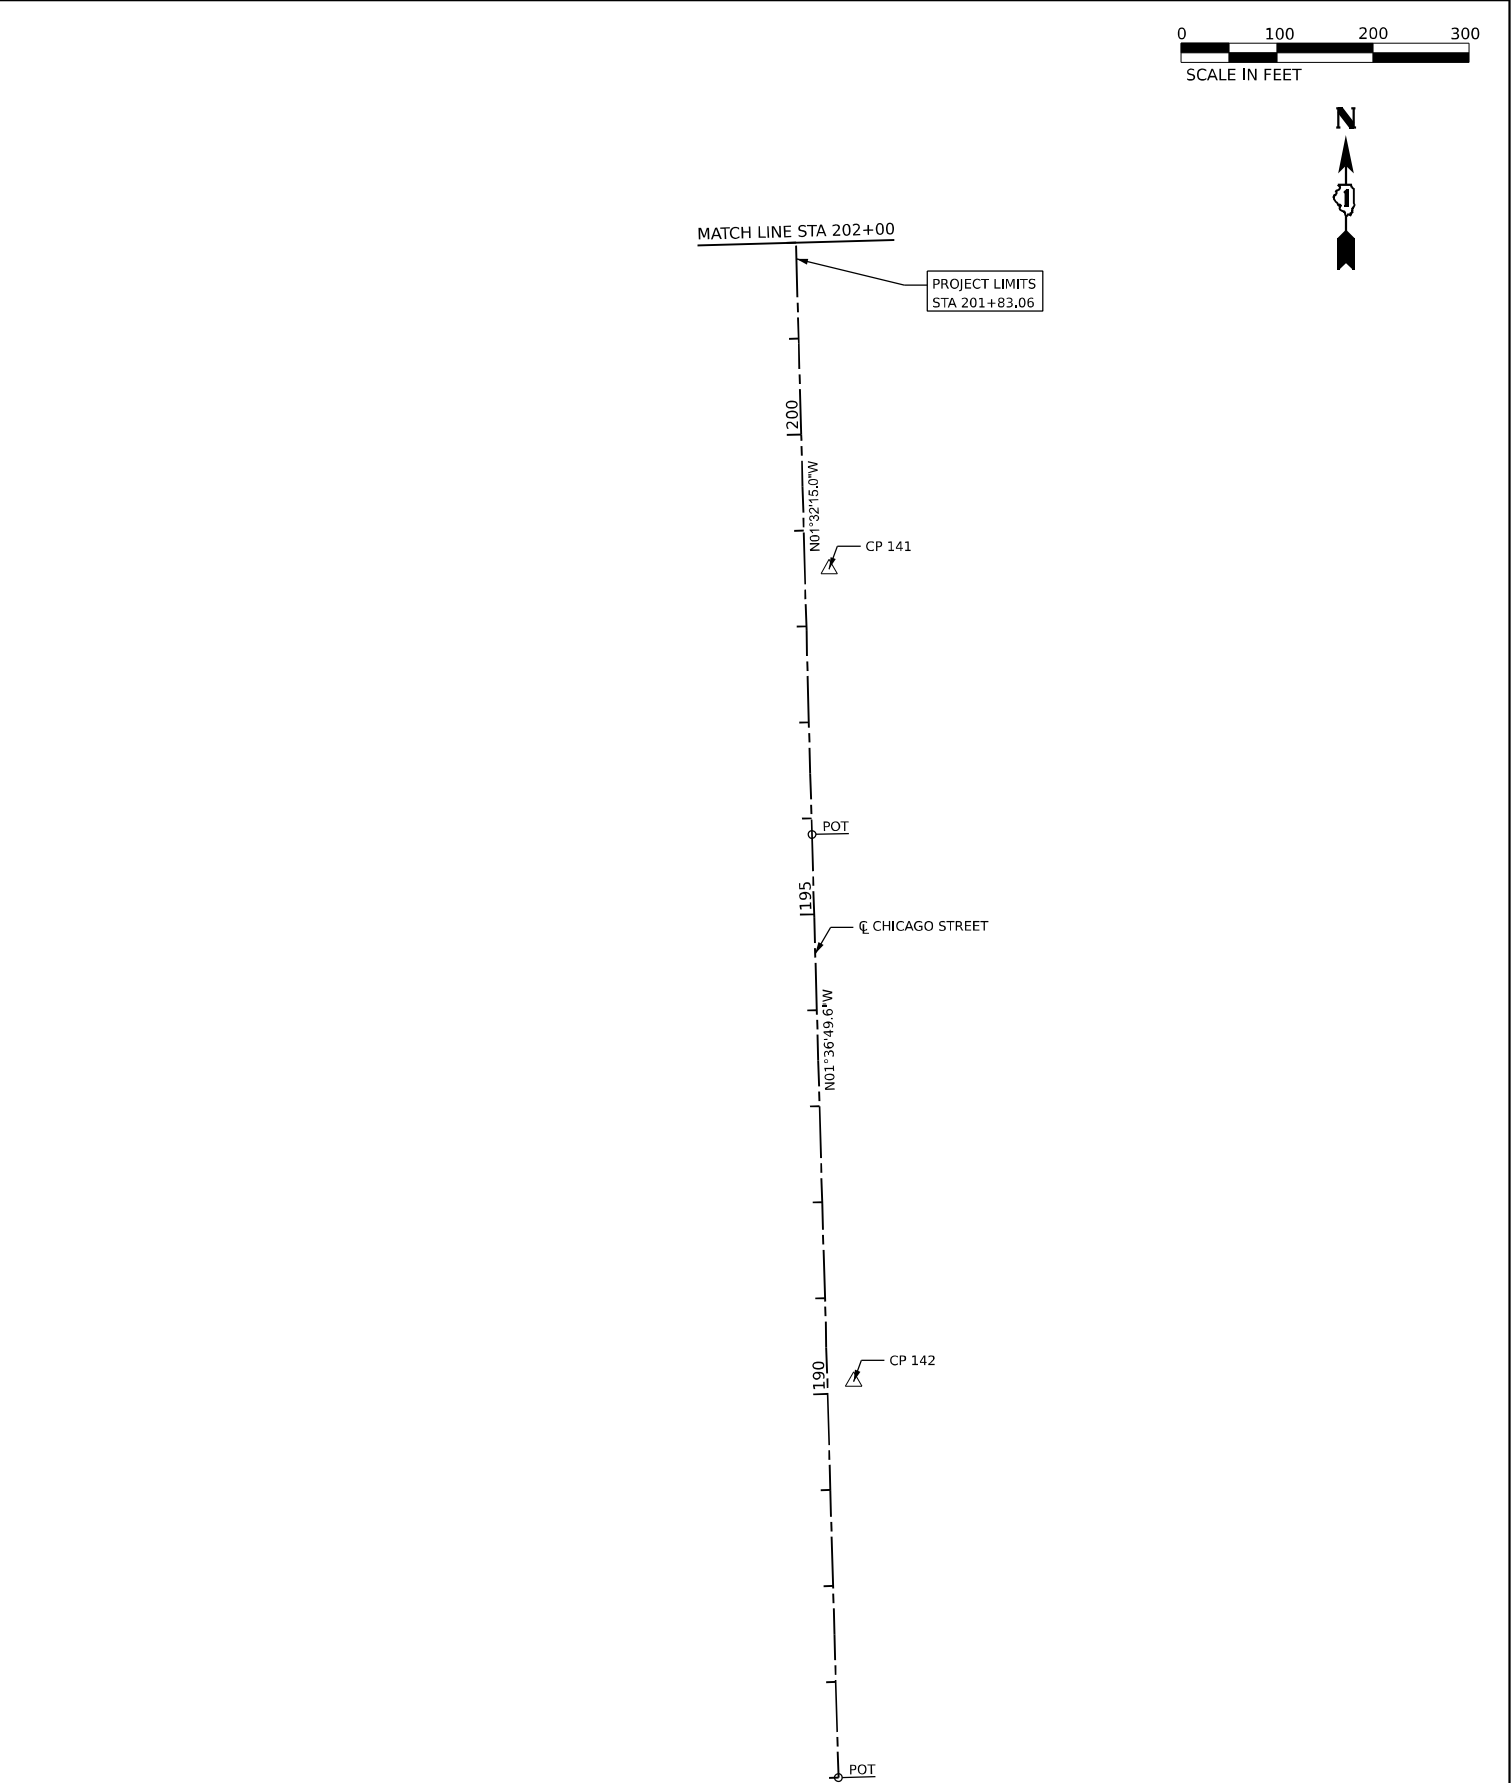 0 100 200 300
SCALE IN FEET
N
1
MATCH LINE STA 202+00
PROJECT LIMITS
STA 201+83.06
200
N01°32'15.0"W
CP 141
POT
195
℄ CHICAGO STREET
N01°36'49.6"W
CP 142
190
POT